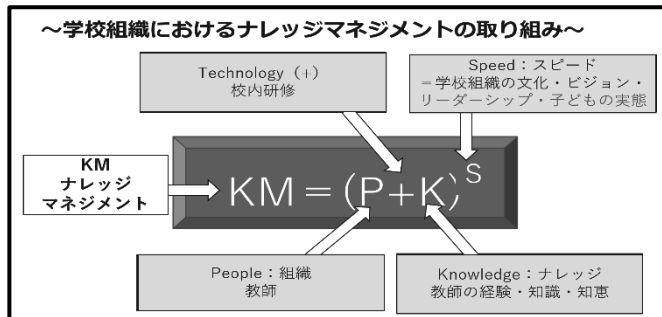 ～学校組織におけるナレッジマネジメントの取り組み～
Technology（+）
校内研修
Speed：スピード
＝学校組織の文化・ビジョン・
リーダーシップ・子どもの実態
KM
ナレッジ
マネジメント
KM＝(P+K)^S
People：組織
教師
Knowledge：ナレッジ
教師の経験・知識・知恵